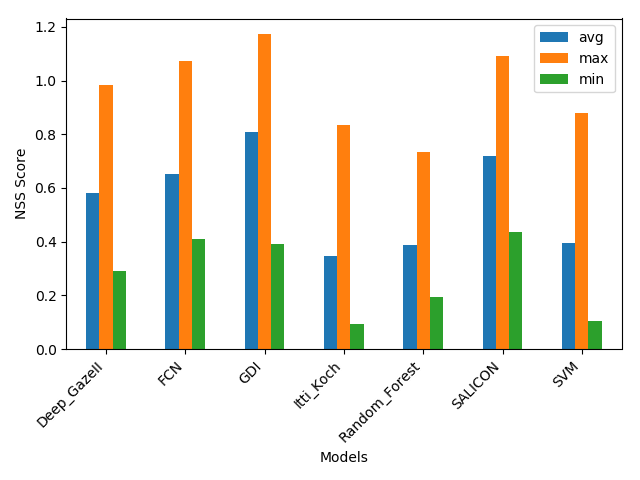 1.2
1.0
0.8
0.6
0.4
0.2
0.0
NSS Score
avg
max
min
Deep_GazeII
FCN
GDI
Itti_Koch
Random_Forest
SALICON
SVM
Models